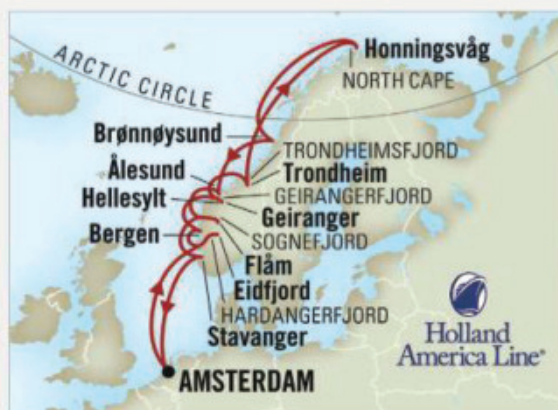 ARCTIC CIRCLE
Honningsvåg
NORTH CAPE
Brønnøysund
TRONDHEIMSFJORD
Ålesund
Trondheim
Hellesylt
GEIRANGERFJORD
Geiranger
Bergen
SOGNEFJORD
Flåm
Eidfjord
HARDANGERFJORD
Stavanger
Holland
America Line®
AMSTERDAM